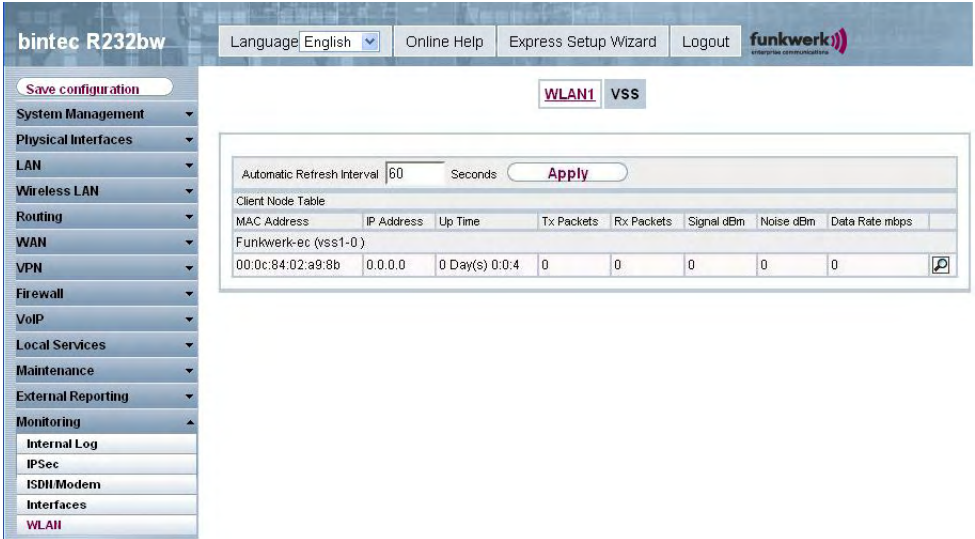 bintec R232bw
Language English Online Help Express Setup Wizard Logout funkwerk
enterprise communications
Save configuration
System Management
Physical Interfaces
LAN
Wireless LAN
Routing
WAN
VPN
Firewall
VoIP
Local Services
Maintenance
External Reporting
Monitoring
Internal Log
IPSec
ISDN/Modem
Interfaces
WLAN
WLAN1 VSS
Automatic Refresh Interval 60 Seconds Apply
Client Node Table
MAC Address IP Address Up Time Tx Packets Rx Packets Signal dBm Noise dBm Data Rate mbps
Funkwerk-ec (vss1-0 )
00:0c:84:02:a9:8b 0.0.0.0 0 Day(s) 0:0:4 0 0 0 0 0